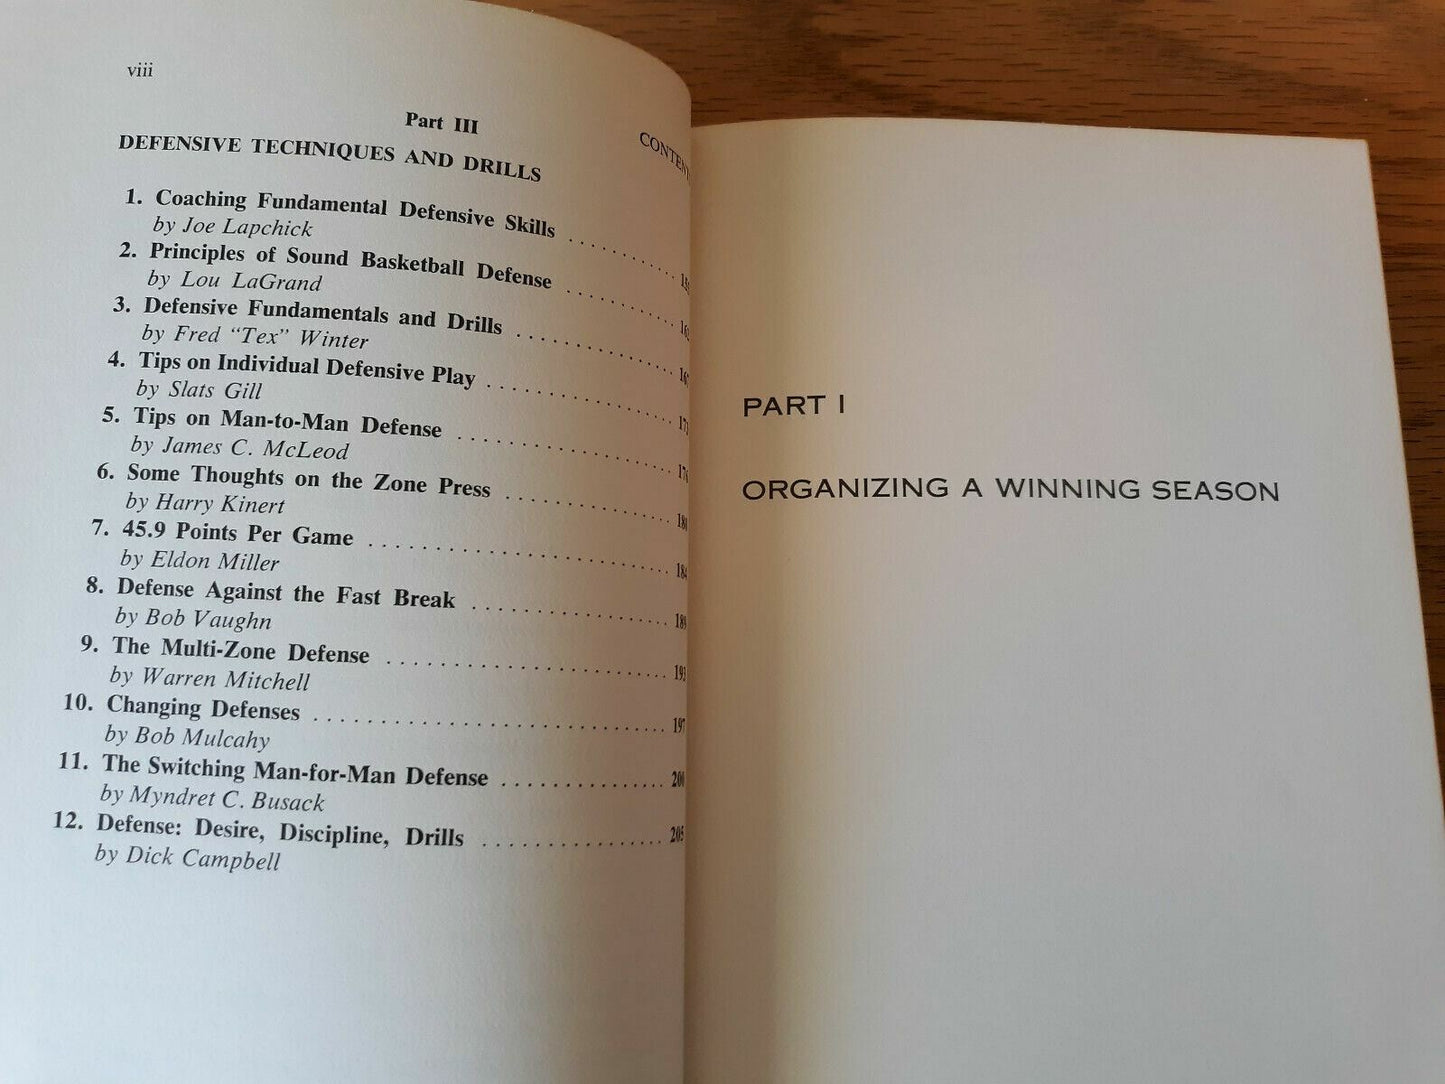 viii
Part III
DEFENSIVE TECHNIQUES AND DRILLS
1. Coaching Fundamental Defensive Skills
by Joe Lapchick
2. Principles of Sound Basketball Defense
by Lou LaGrand
3. Defensive Fundamentals and Drills
by Fred "Tex" Winter
4. Tips on Individual Defensive Play
by Slats Gill
5. Tips on Man-to-Man Defense
by James C. McLeod
6. Some Thoughts on the Zone Press
by Harry Kinert
7. 45.9 Points Per Game . . . . . . . . . . . . . . . . . . . . . . . 184
by Eldon Miller
8. Defense Against the Fast Break . . . . . . . . . . . . . . . 189
by Bob Vaughn
9. The Multi-Zone Defense . . . . . . . . . . . . . . . . . . . . . 193
by Warren Mitchell
10. Changing Defenses . . . . . . . . . . . . . . . . . . . . . . . . . . 197
by Bob Mulcahy
11. The Switching Man-for-Man Defense . . . . . . . . . . . . . 200
by Myndret C. Busack
12. Defense: Desire, Discipline, Drills . . . . . . . . . . . . . . 205
by Dick Campbell
PART I
ORGANIZING A WINNING SEASON